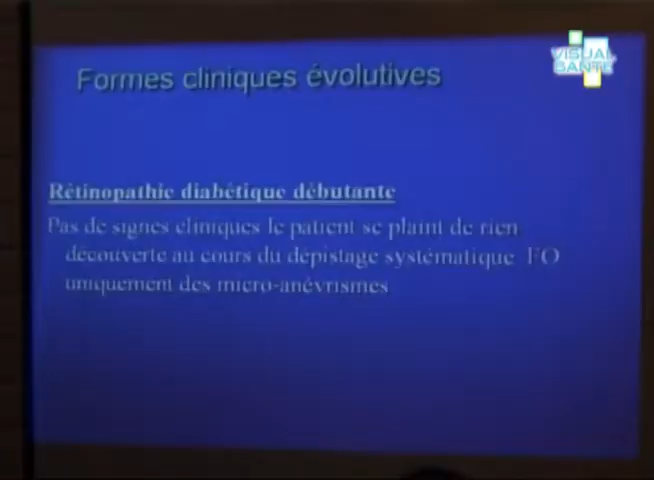 VISUAL
SANTE
Formes cliniques évolutives
Rétinopathie diabétique débutante
Pas de signes cliniques le patient se plaint de rien
découverte au cours du dépistage systématique FO
uniquement des micro-anévrismes